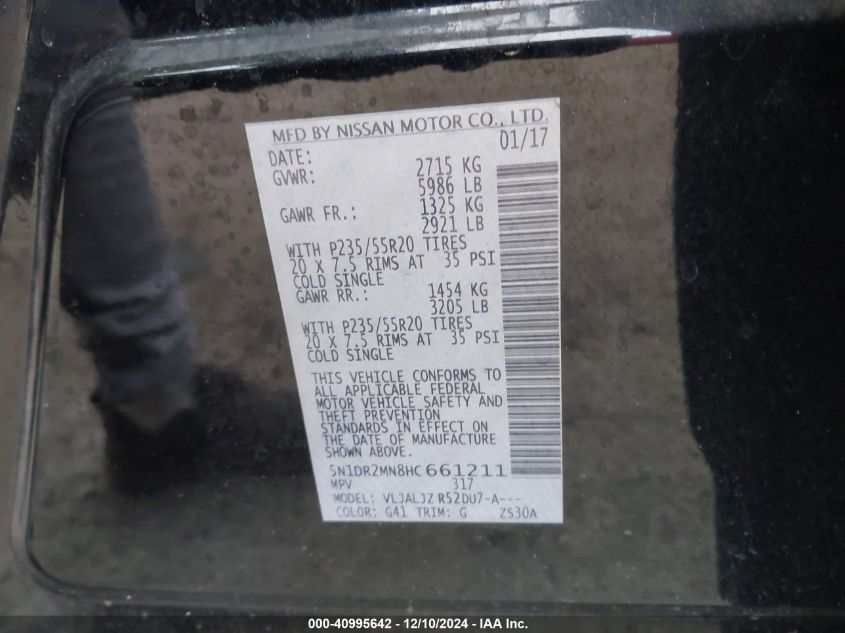 MFD BY NISSAN MOTOR CO., LTD.
DATE: 01/17
GVWR: 2715 KG
5986 LB
GAWR FR.: 1325 KG
2921 LB
WITH P235/55R20 TIRES
20 X 7.5 RIMS AT 35 PSI
COLD SINGLE
GAWR RR.: 1454 KG
3205 LB
WITH P235/55R20 TIRES
20 X 7.5 RIMS AT 35 PSI
COLD SINGLE
THIS VEHICLE CONFORMS TO
ALL APPLICABLE FEDERAL
MOTOR VEHICLE SAFETY AND
THEFT PREVENTION
STANDARDS IN EFFECT ON
THE DATE OF MANUFACTURE
SHOWN ABOVE.
5N1DR2MN8HC661211
MPV 317
MODEL: VLJALJZ R52DU7-A---
COLOR: G41 TRIM: G ZS30A
000-40995642 - 12/10/2024 - IAA Inc.